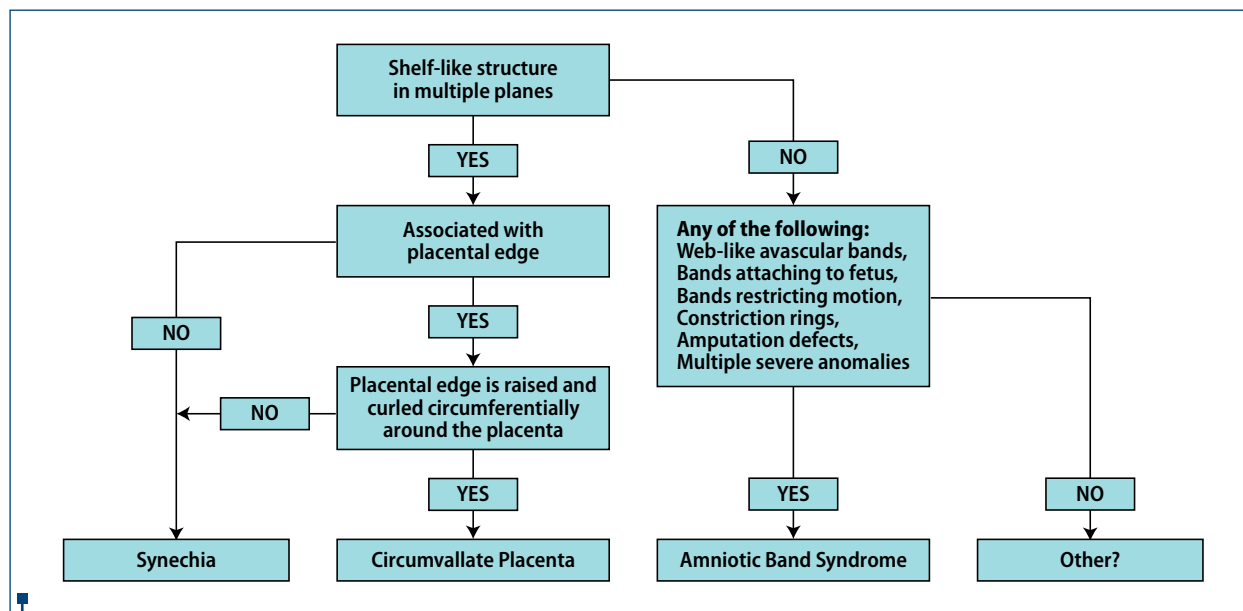 Shelf-like structure
in multiple planes
YES
NO
Associated with
placental edge
Any of the following:
Web-like avascular bands,
Bands attaching to fetus,
Bands restricting motion,
Constriction rings,
Amputation defects,
Multiple severe anomalies
NO
YES
Placental edge is raised and
curled circumferentially
around the placenta
NO
YES
YES
NO
Synechia
Circumvallate Placenta
Amniotic Band Syndrome
Other?